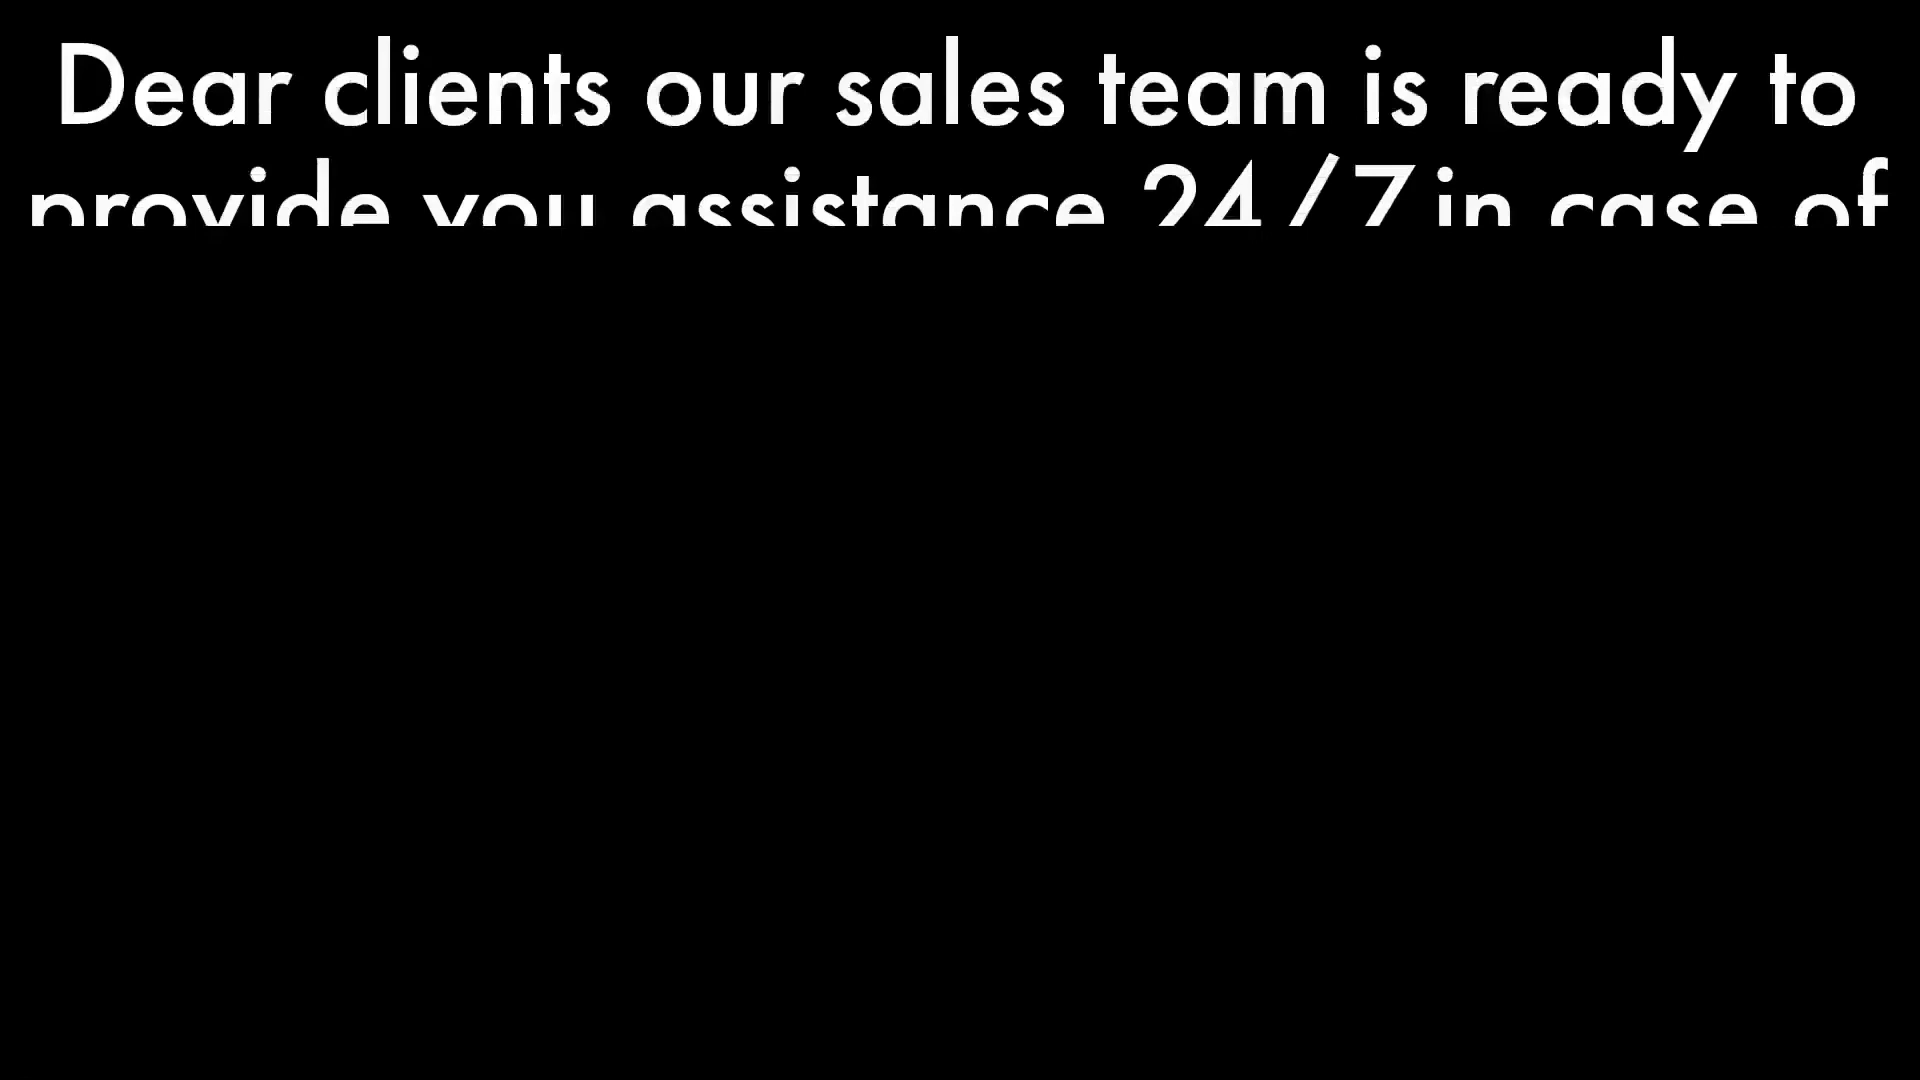 Dear clients our sales team is ready to
provide you assistance 24/7 in case of